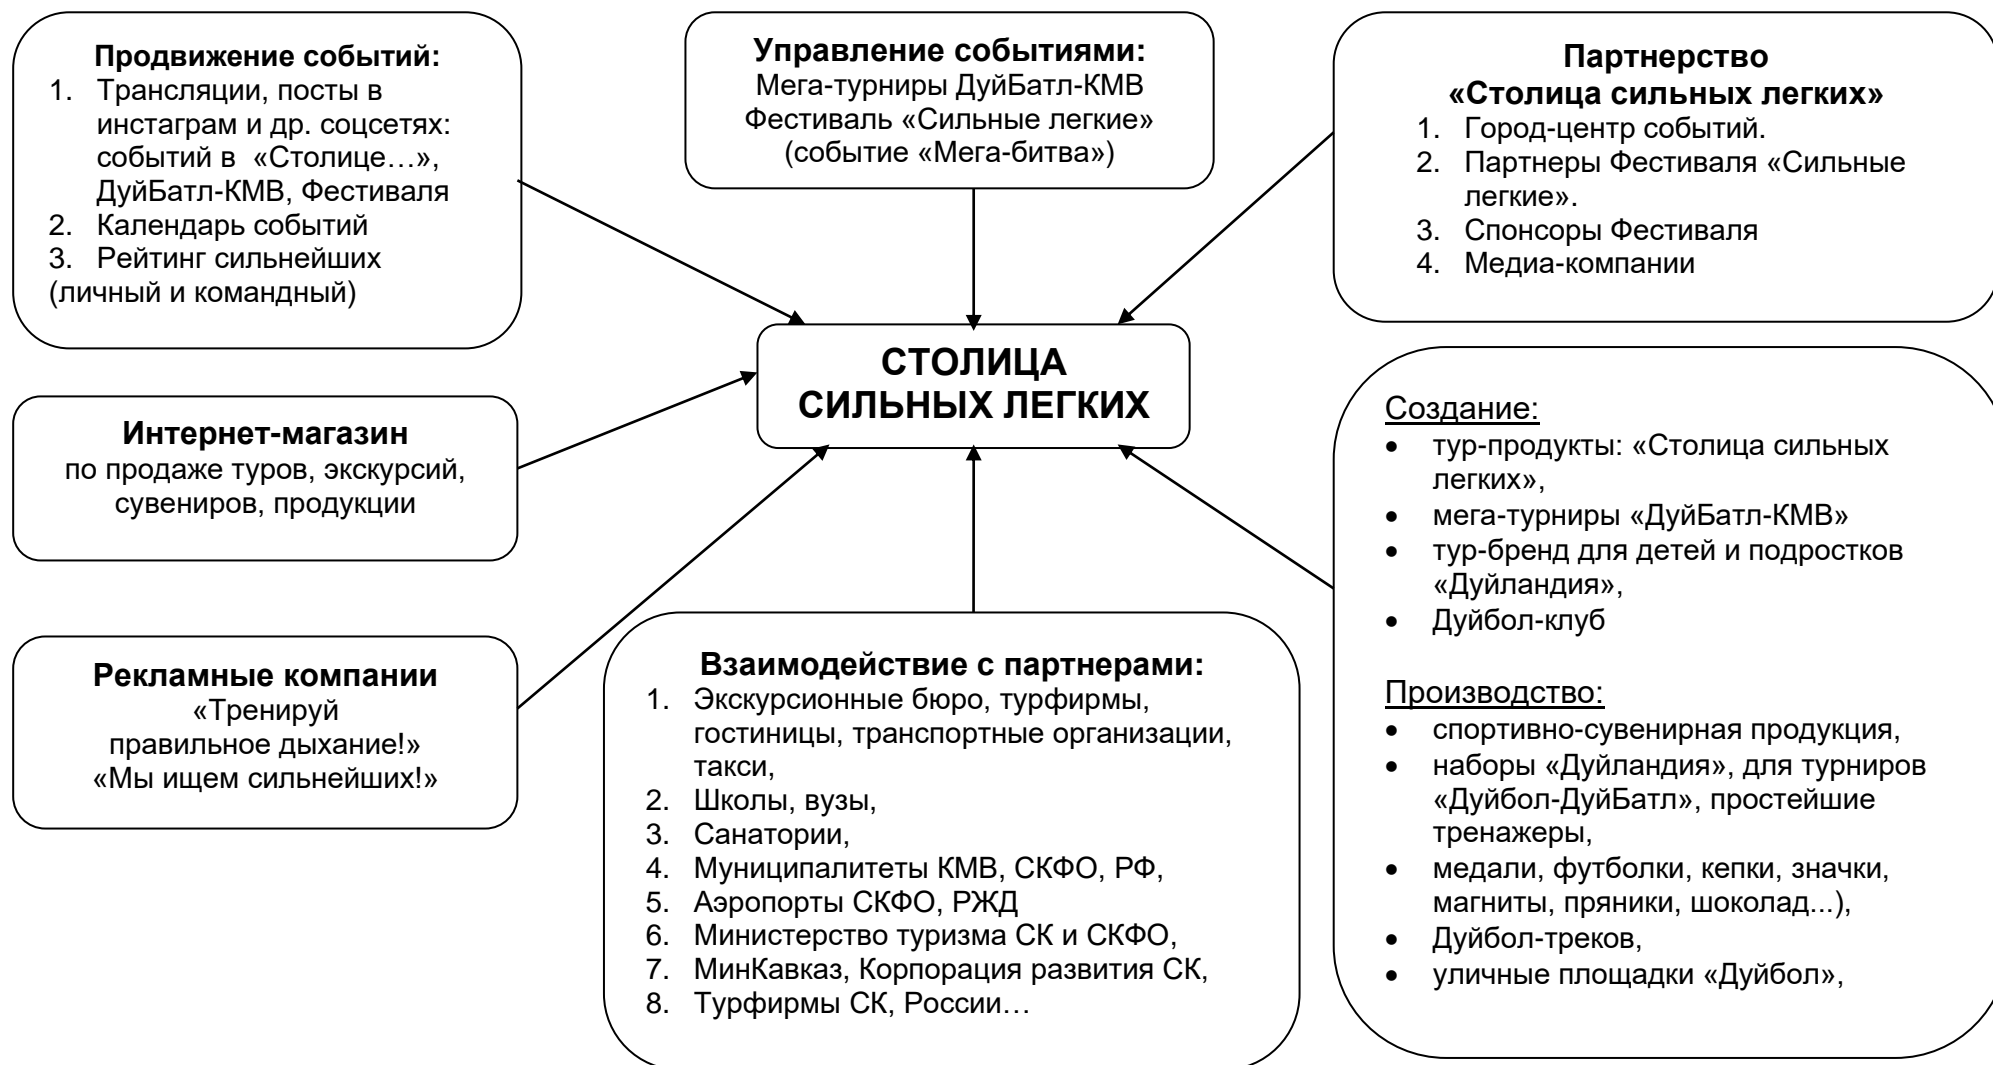 Продвижение событий:
1. Трансляции, посты в
инстаграм и др. соцсетях:
событий в «Столице…»,
ДуйБатл-КМВ, Фестиваля
2. Календарь событий
3. Рейтинг сильнейших
(личный и командный)
Управление событиями:
Мега-турниры ДуйБатл-КМВ
Фестиваль «Сильные легкие»
(событие «Мега-битва»)
Партнерство
«Столица сильных легких»
1. Город-центр событий.
2. Партнеры Фестиваля «Сильные
легкие».
3. Спонсоры Фестиваля
4. Медиа-компании
СТОЛИЦА
СИЛЬНЫХ ЛЕГКИХ
Интернет-магазин
по продаже туров, экскурсий,
сувениров, продукции
Рекламные компании
«Тренируй
правильное дыхание!»
«Мы ищем сильнейших!»
Взаимодействие с партнерами:
1. Экскурсионные бюро, турфирмы,
гостиницы, транспортные организации,
такси,
2. Школы, вузы,
3. Санатории,
4. Муниципалитеты КМВ, СКФО, РФ,
5. Аэропорты СКФО, РЖД
6. Министерство туризма СК и СКФО,
7. МинКавказ, Корпорация развития СК,
8. Турфирмы СК, России…
Создание:
• тур-продукты: «Столица сильных
легких»,
• мега-турниры «ДуйБатл-КМВ»
• тур-бренд для детей и подростков
«Дуйландия»,
• Дуйбол-клуб
Производство:
• спортивно-сувенирная продукция,
• наборы «Дуйландия», для турниров
«Дуйбол-ДуйБатл», простейшие
тренажеры,
• медали, футболки, кепки, значки,
магниты, пряники, шоколад...),
• Дуйбол-треков,
• уличные площадки «Дуйбол»,